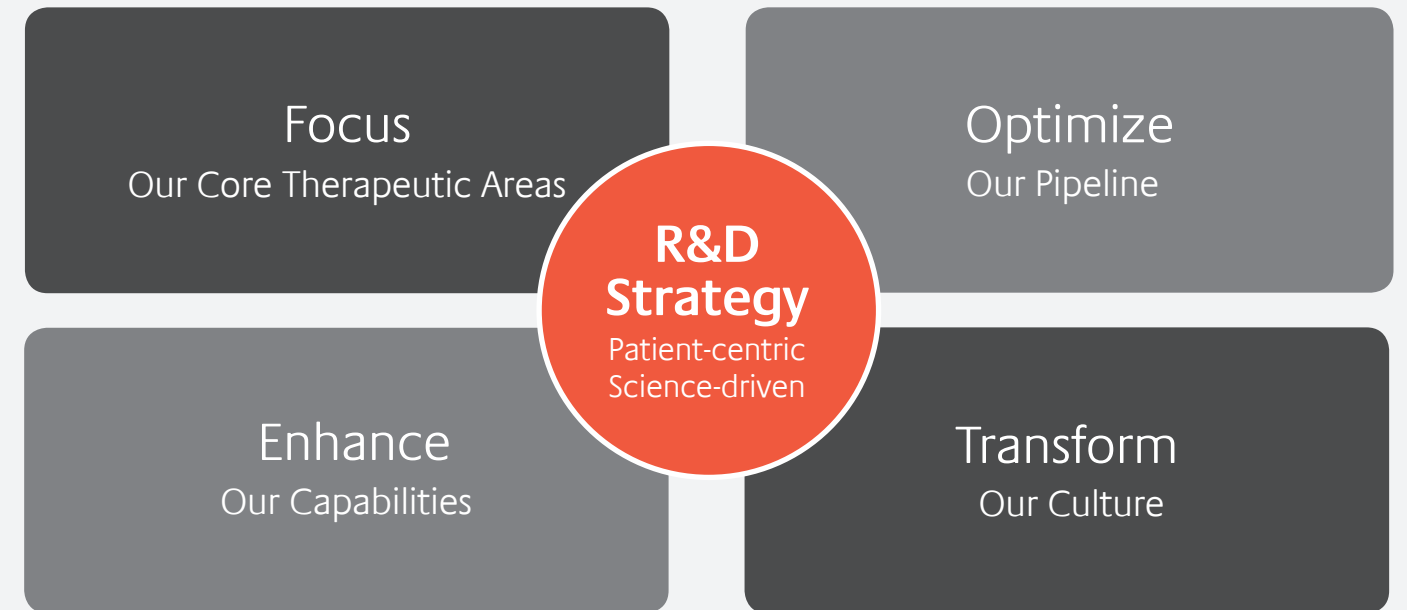 Focus
Our Core Therapeutic Areas
Optimize
Our Pipeline
R&D
Strategy
Patient-centric
Science-driven
Enhance
Our Capabilities
Transform
Our Culture